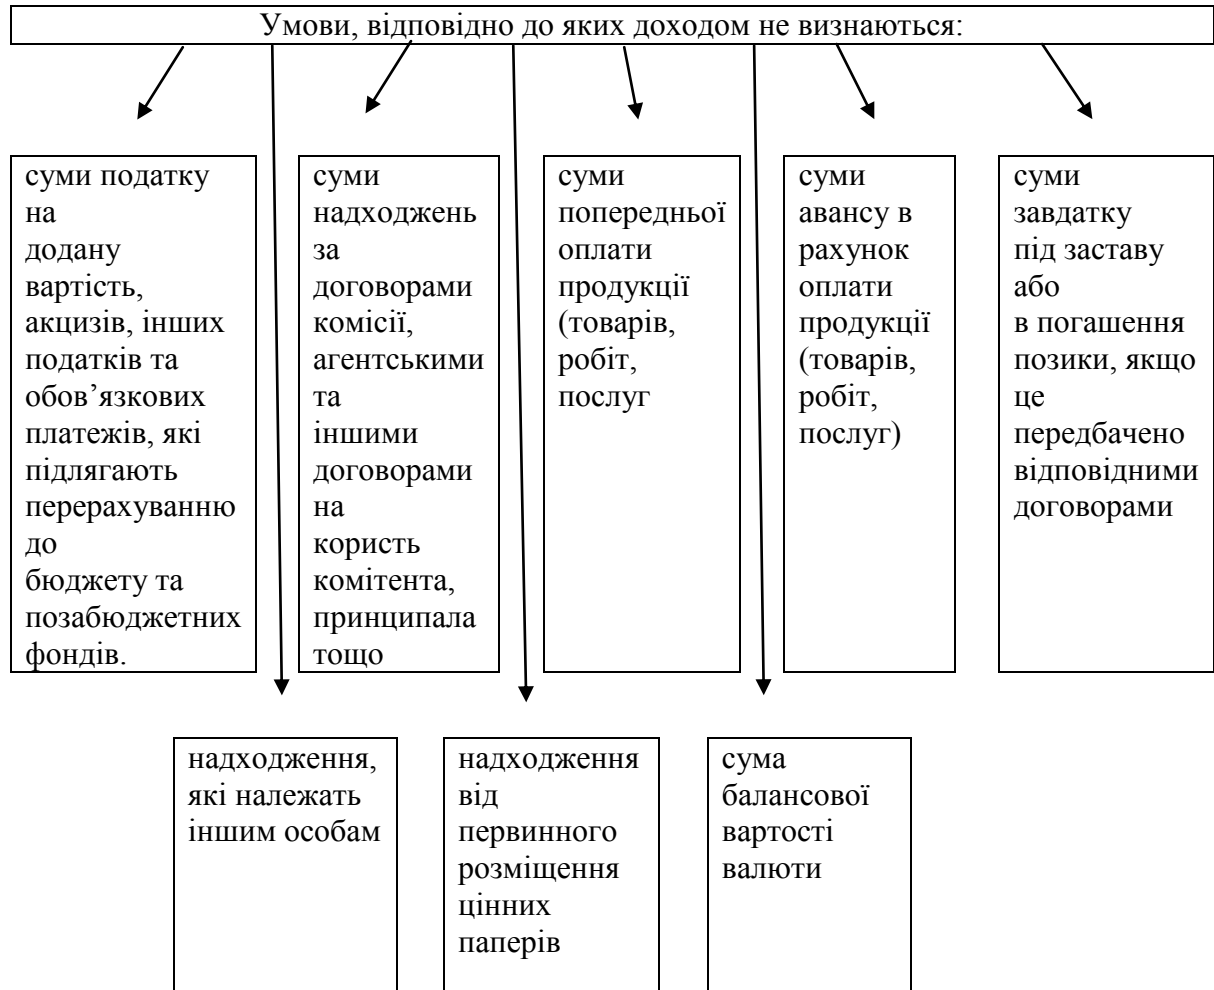 Умови, відповідно до яких доходом не визнаються:
суми податку
на
додану
вартість,
акцизів, інших
податків та
обов’язкових
платежів, які
підлягають
перерахуванню
до
бюджету та
позабюджетних
фондів.
суми
надходжень
за
договорами
комісії,
агентськими
та
іншими
договорами
на
користь
комітента,
принципала
тощо
суми
попередньої
оплати
продукції
(товарів,
робіт,
послуг
суми
авансу в
рахунок
оплати
продукції
(товарів,
робіт,
послуг)
суми
завдатку
під заставу
або
в погашення
позики, якщо
це
передбачено
відповідними
договорами
надходження,
які належать
іншим особам
надходження
від
первинного
розміщення
цінних
паперів
сума
балансової
вартості
валюти